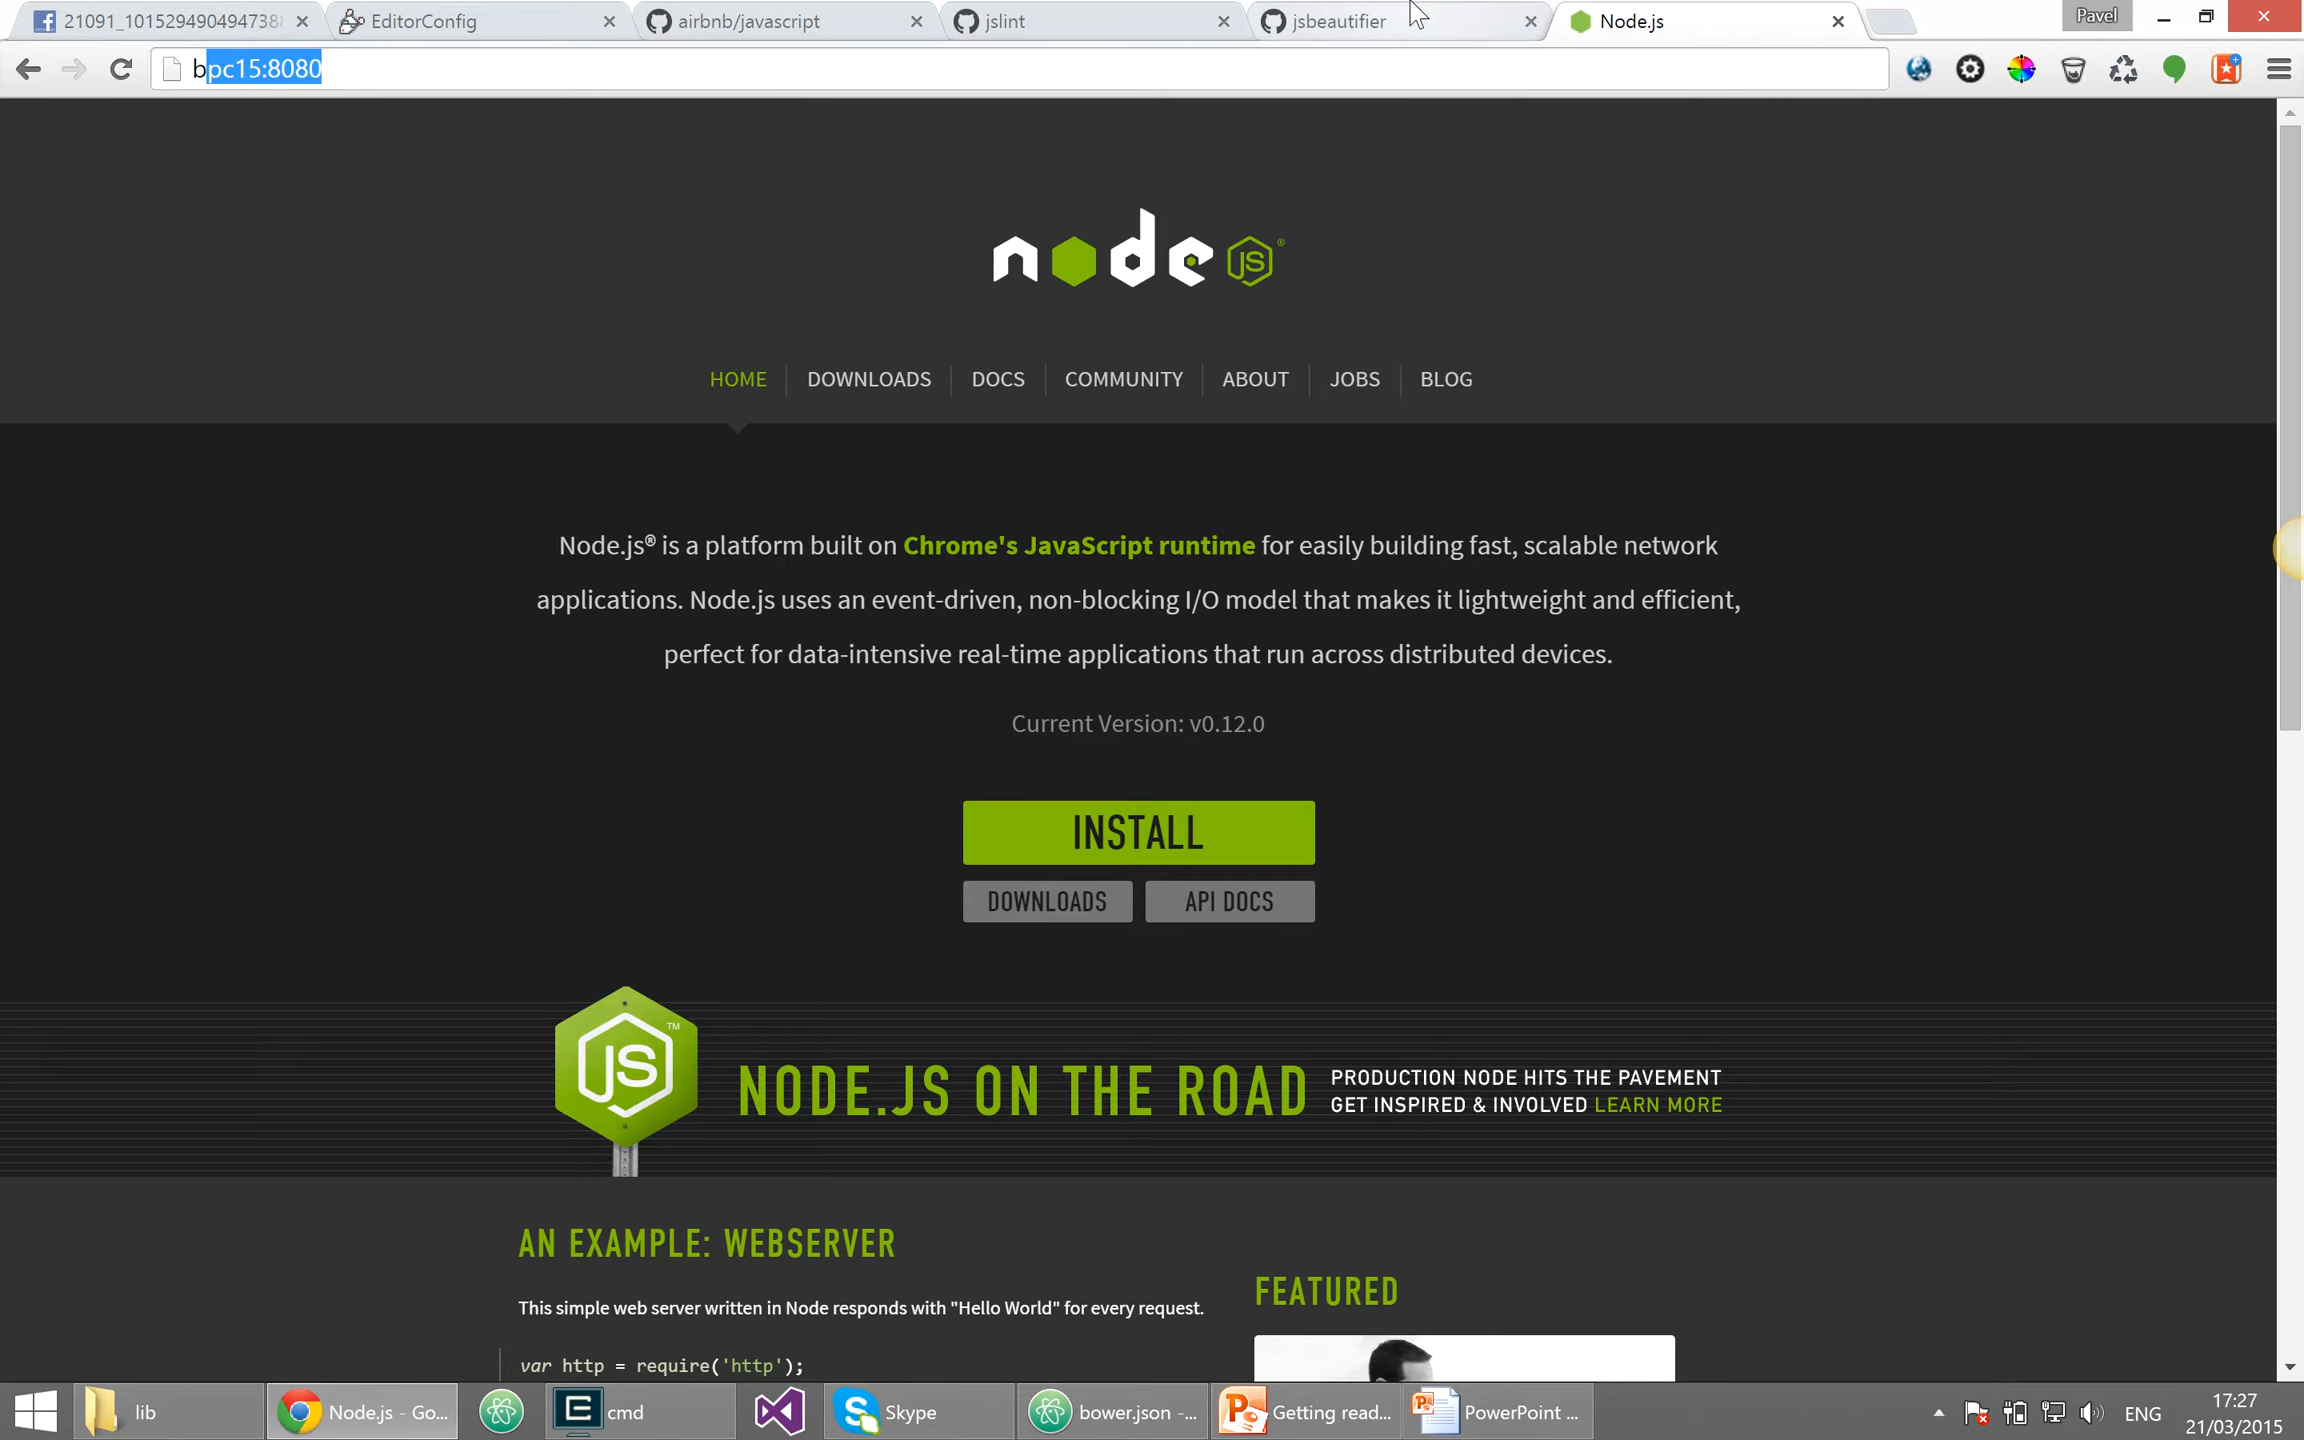 21091_10152949049473
EditorConfig
airbnb/javascript
jslint
jsbeautifier
Node.js
Pavel
bpc15:8080
node JS®
HOME
DOWNLOADS
DOCS
COMMUNITY
ABOUT
JOBS
BLOG
Node.js® is a platform built on Chrome's JavaScript runtime for easily building fast, scalable network
applications. Node.js uses an event-driven, non-blocking I/O model that makes it lightweight and efficient,
perfect for data-intensive real-time applications that run across distributed devices.
Current Version: v0.12.0
INSTALL
DOWNLOADS
API DOCS
JS™
NODE.JS ON THE ROAD
PRODUCTION NODE HITS THE PAVEMENT
GET INSPIRED & INVOLVED LEARN MORE
AN EXAMPLE: WEBSERVER
This simple web server written in Node responds with "Hello World" for every request.
var http = require('http');
FEATURED
lib
Node.js - Go...
cmd
Skype
bower.json -...
Getting read...
PowerPoint ...
ENG
17:27
21/03/2015